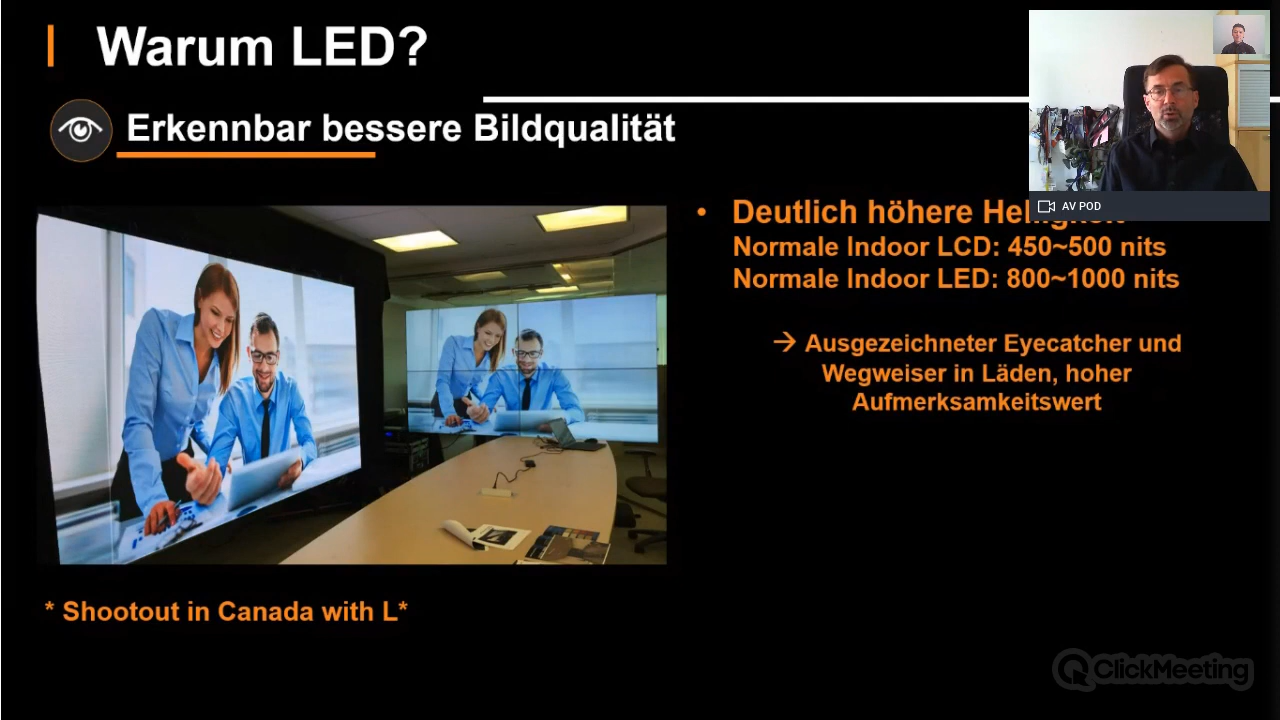 Warum LED?
Erkennbar bessere Bildqualität
AV POD
• Deutlich höhere
Normale Indoor LCD: 450~500 nits
Normale Indoor LED: 800~1000 nits
→ Ausgezeichneter Eyecatcher und
Wegweiser in Läden, hoher
Aufmerksamkeitswert
* Shootout in Canada with L*
ClickMeeting